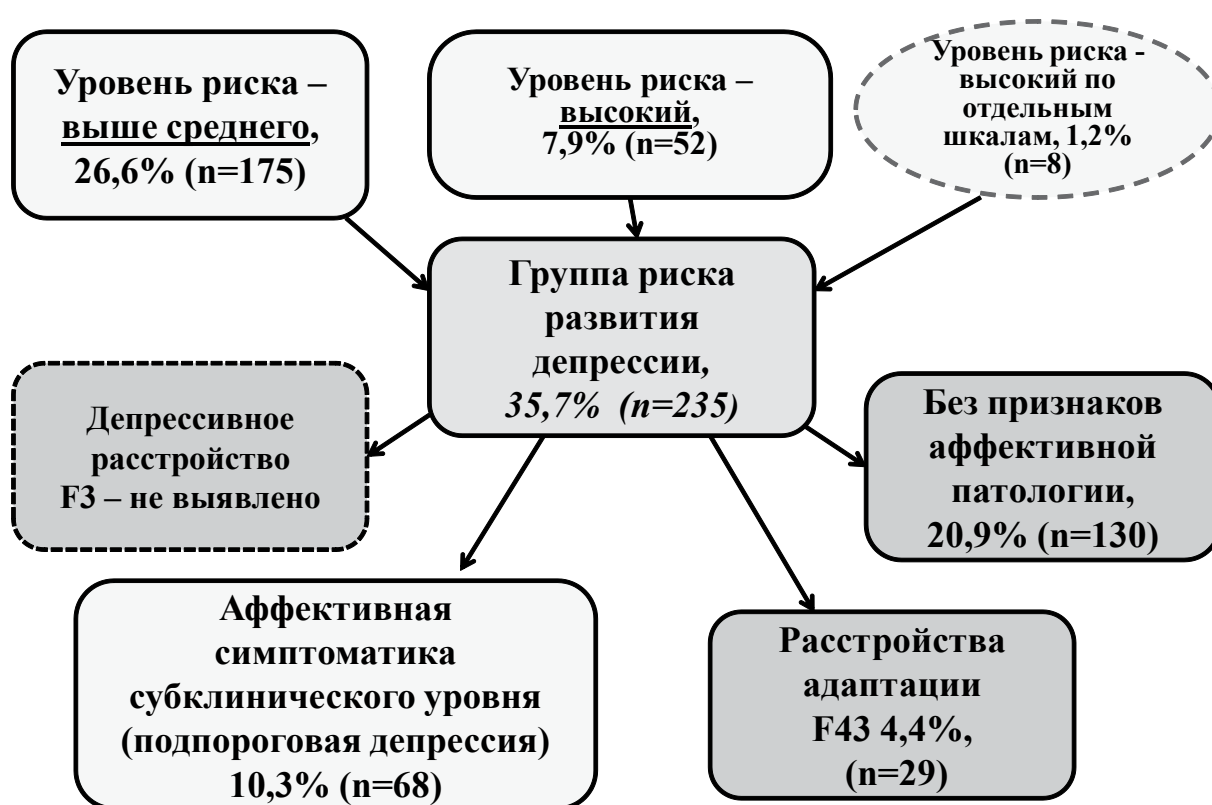 Уровень риска –
выше среднего,
26,6% (n=175)
Уровень риска –
высокий,
7,9% (n=52)
Уровень риска -
высокий по
отдельным
шкалам, 1,2%
(n=8)
Группа риска
развития
депрессии,
35,7% (n=235)
Депрессивное
расстройство
F3 – не выявлено
Без признаков
аффективной
патологии,
20,9% (n=130)
Аффективная
симптоматика
субклинического уровня
(подпороговая депрессия)
10,3% (n=68)
Расстройства
адаптации
F43 4,4%,
(n=29)